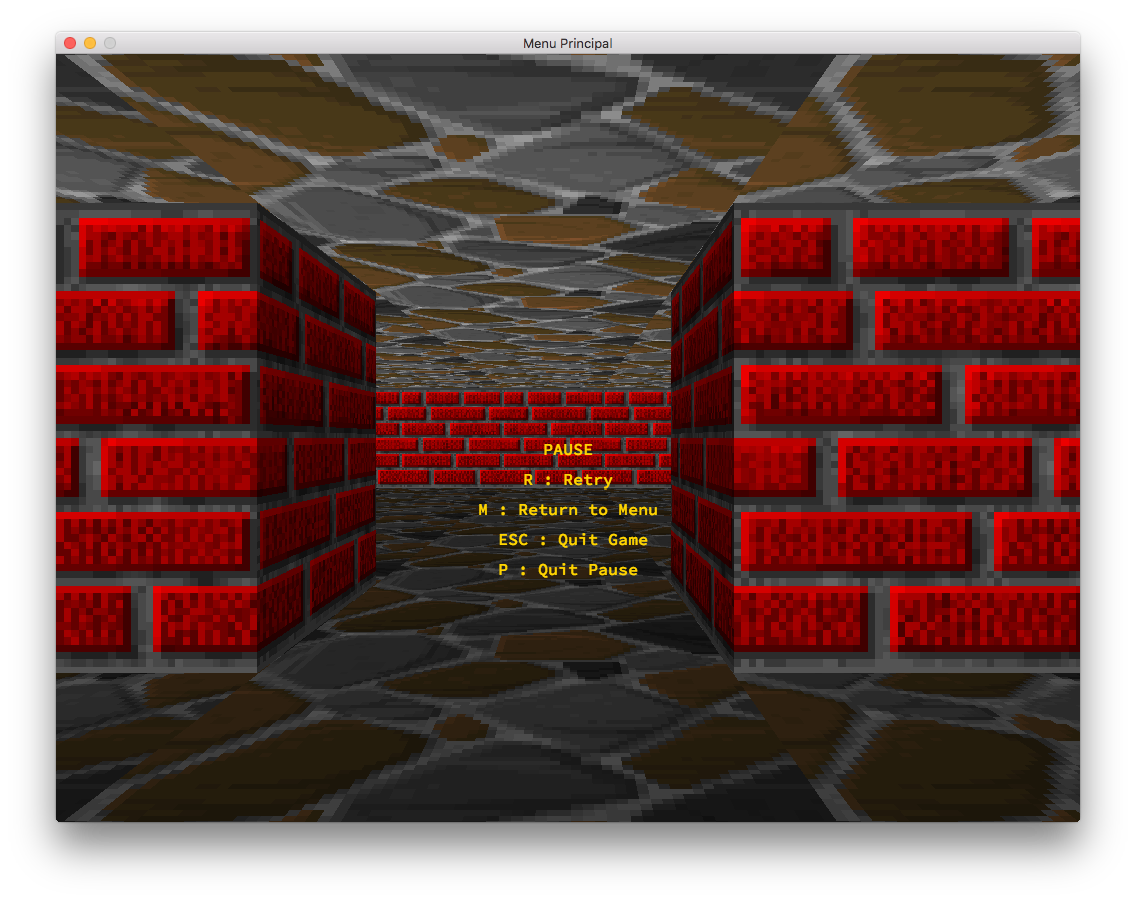 Menu Principal
PAUSE
R : Retry
M : Return to Menu
ESC : Quit Game
P : Quit Pause